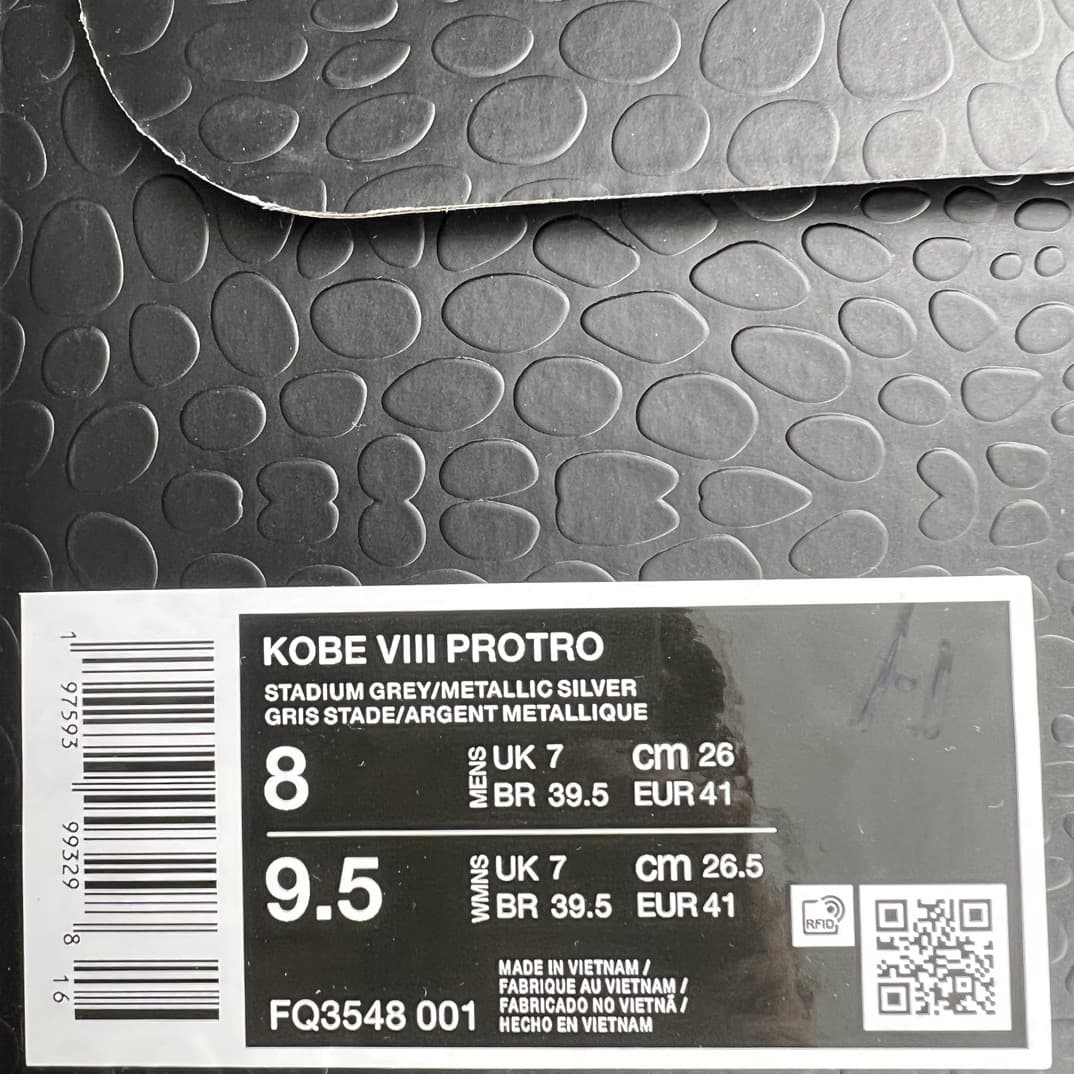 KOBE VIII PROTRO
STADIUM GREY/METALLIC SILVER
GRIS STADE/ARGENT METALLIQUE
8 MENS UK 7 cm 26
BR 39.5 EUR 41
9.5 WMNS UK 7 cm 26.5
BR 39.5 EUR 41
RFID
MADE IN VIETNAM /
FABRIQUE AU VIETNAM /
FABRICADO NO VIETNÃ /
HECHO EN VIETNAM
FQ3548 001
1 97593 99329 8 16